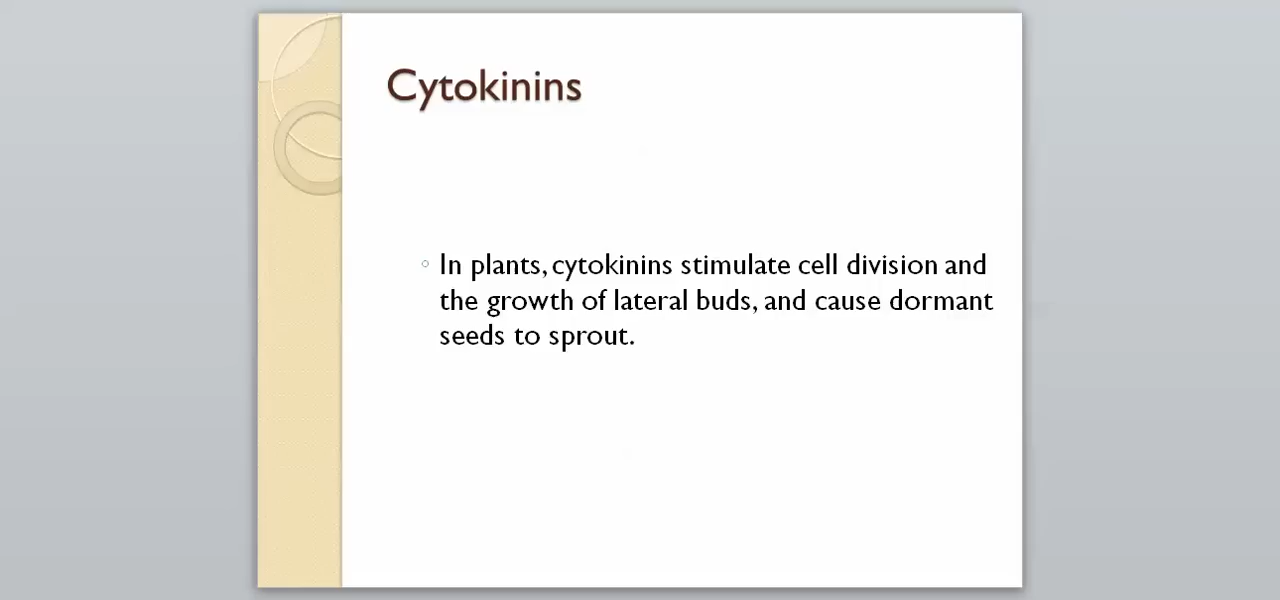 Cytokinins
In plants, cytokinins stimulate cell division and
the growth of lateral buds, and cause dormant
seeds to sprout.